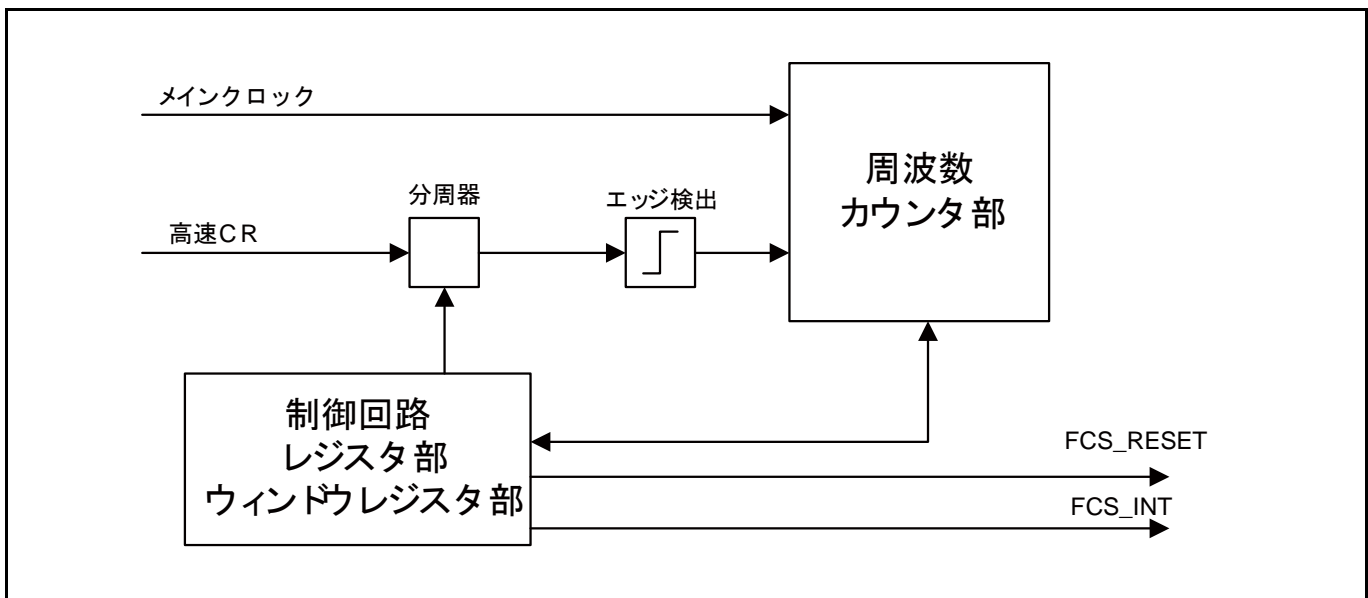 メインクロック
周波数
カウンタ部
分周器
エッジ検出
高速CR
制御回路
レジスタ部
ウィンドウレジスタ部
FCS_RESET
FCS_INT